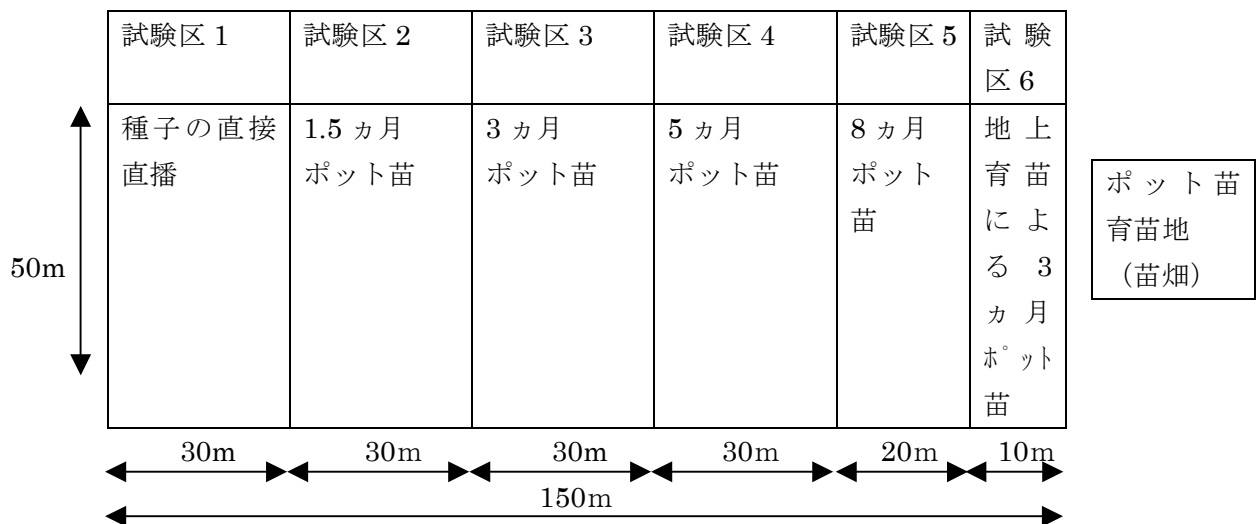 試験区 1
試験区 2
試験区 3
試験区 4
試験区 5
試験
区 6
種子の直接
直播
1.5 ヵ月
ポット苗
3 ヵ月
ポット苗
5 ヵ月
ポット苗
8 ヵ月
ポット
苗
地上
育苗
によ
る 3
ヵ月
ﾎﾟｯﾄ
苗
ポット苗
育苗地
（苗畑）
50m
30m
30m
30m
30m
20m
10m
150m